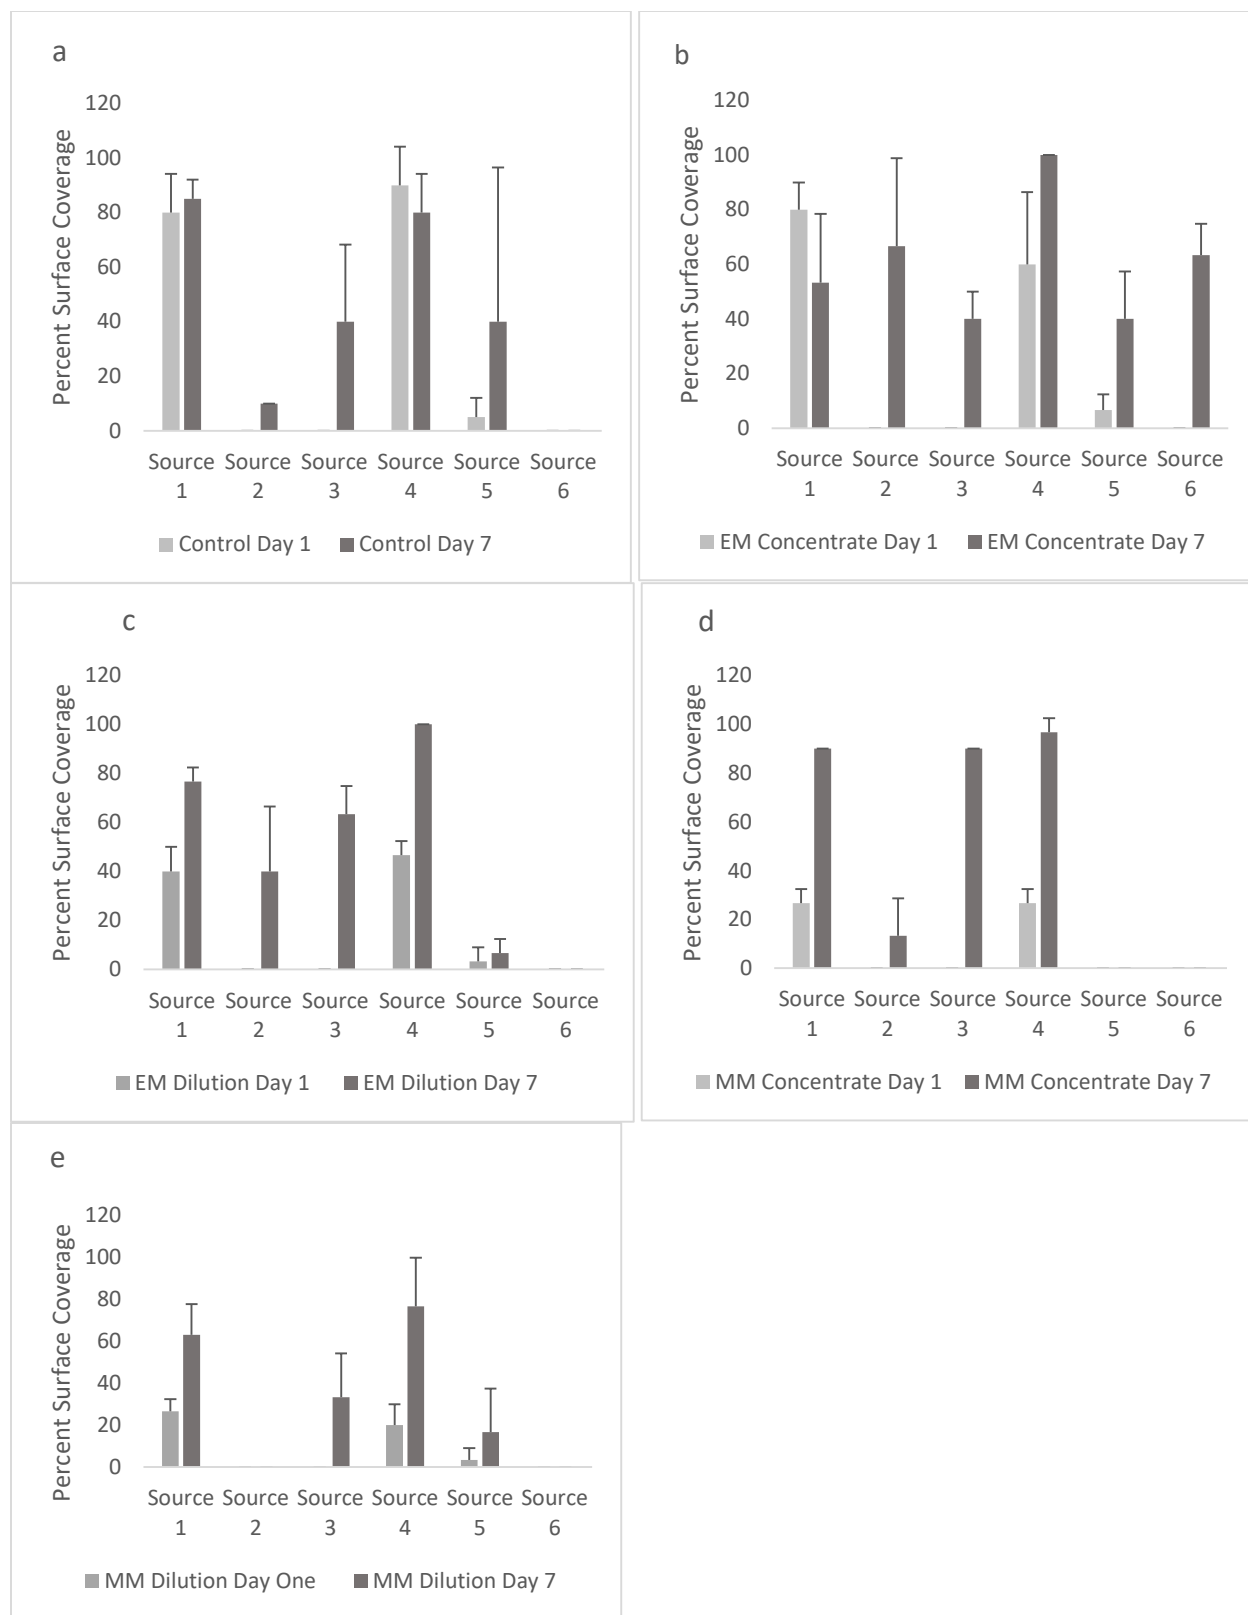 a
Percent Surface Coverage
120
100
80
60
40
20
0
Source 1
Source 2
Source 3
Source 4
Source 5
Source 6
Control Day 1
Control Day 7
b
Percent Surface Coverage
120
100
80
60
40
20
0
Source 1
Source 2
Source 3
Source 4
Source 5
Source 6
EM Concentrate Day 1
EM Concentrate Day 7
c
Percent Surface Coverage
120
100
80
60
40
20
0
Source 1
Source 2
Source 3
Source 4
Source 5
Source 6
EM Dilution Day 1
EM Dilution Day 7
d
Percent Surface Coverage
120
100
80
60
40
20
0
Source 1
Source 2
Source 3
Source 4
Source 5
Source 6
MM Concentrate Day 1
MM Concentrate Day 7
e
Percent Surface Coverage
120
100
80
60
40
20
0
Source 1
Source 2
Source 3
Source 4
Source 5
Source 6
MM Dilution Day One
MM Dilution Day 7